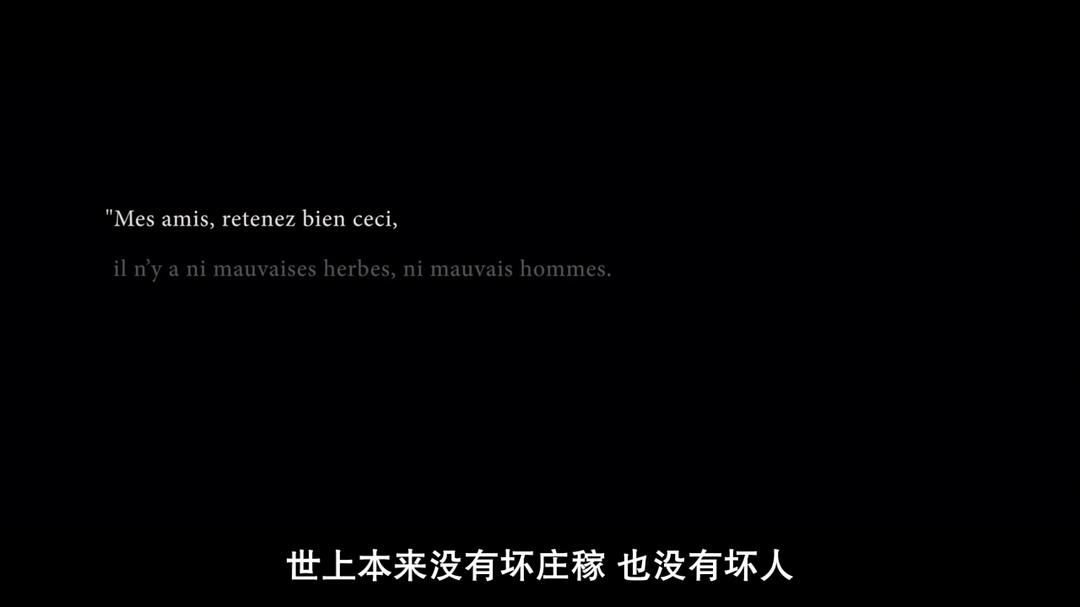 "Mes amis, retenez bien ceci,
il n’y a ni mauvaises herbes, ni mauvais hommes.
世上本来没有坏庄稼 也没有坏人